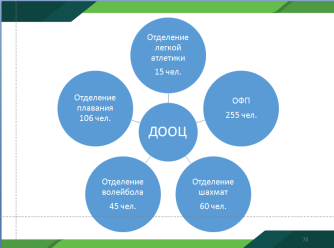 Отделение
легкой
атлетики
15 чел.
Отделение
плавания
106 чел.
ОФП
255 чел.
ДООЦ
Отделение
волейбола
45 чел.
Отделение
шахмат
60 чел.
78